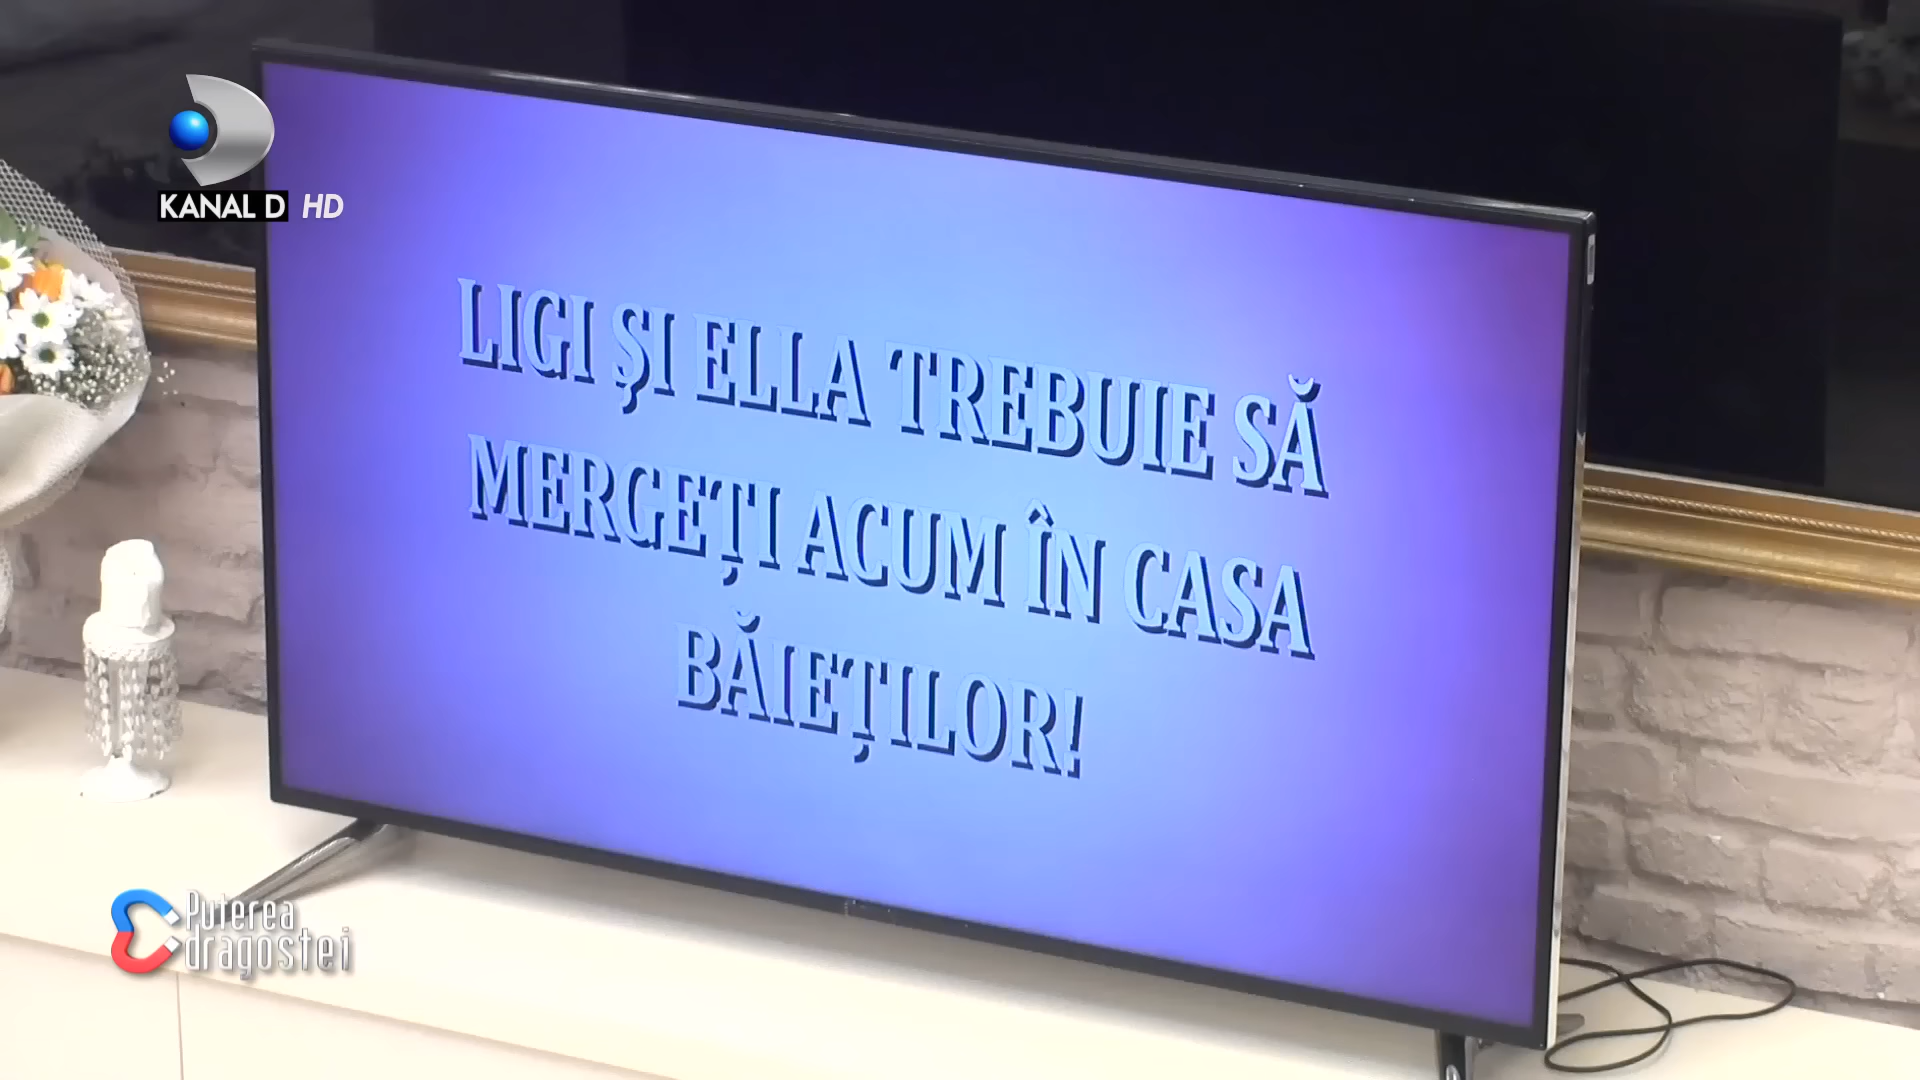 KANAL D HD
LIGI ȘI ELLA TREBUIE SĂ
MERGEȚI ACUM ÎN CASA
BĂIEȚILOR!
Puterea
dragostei